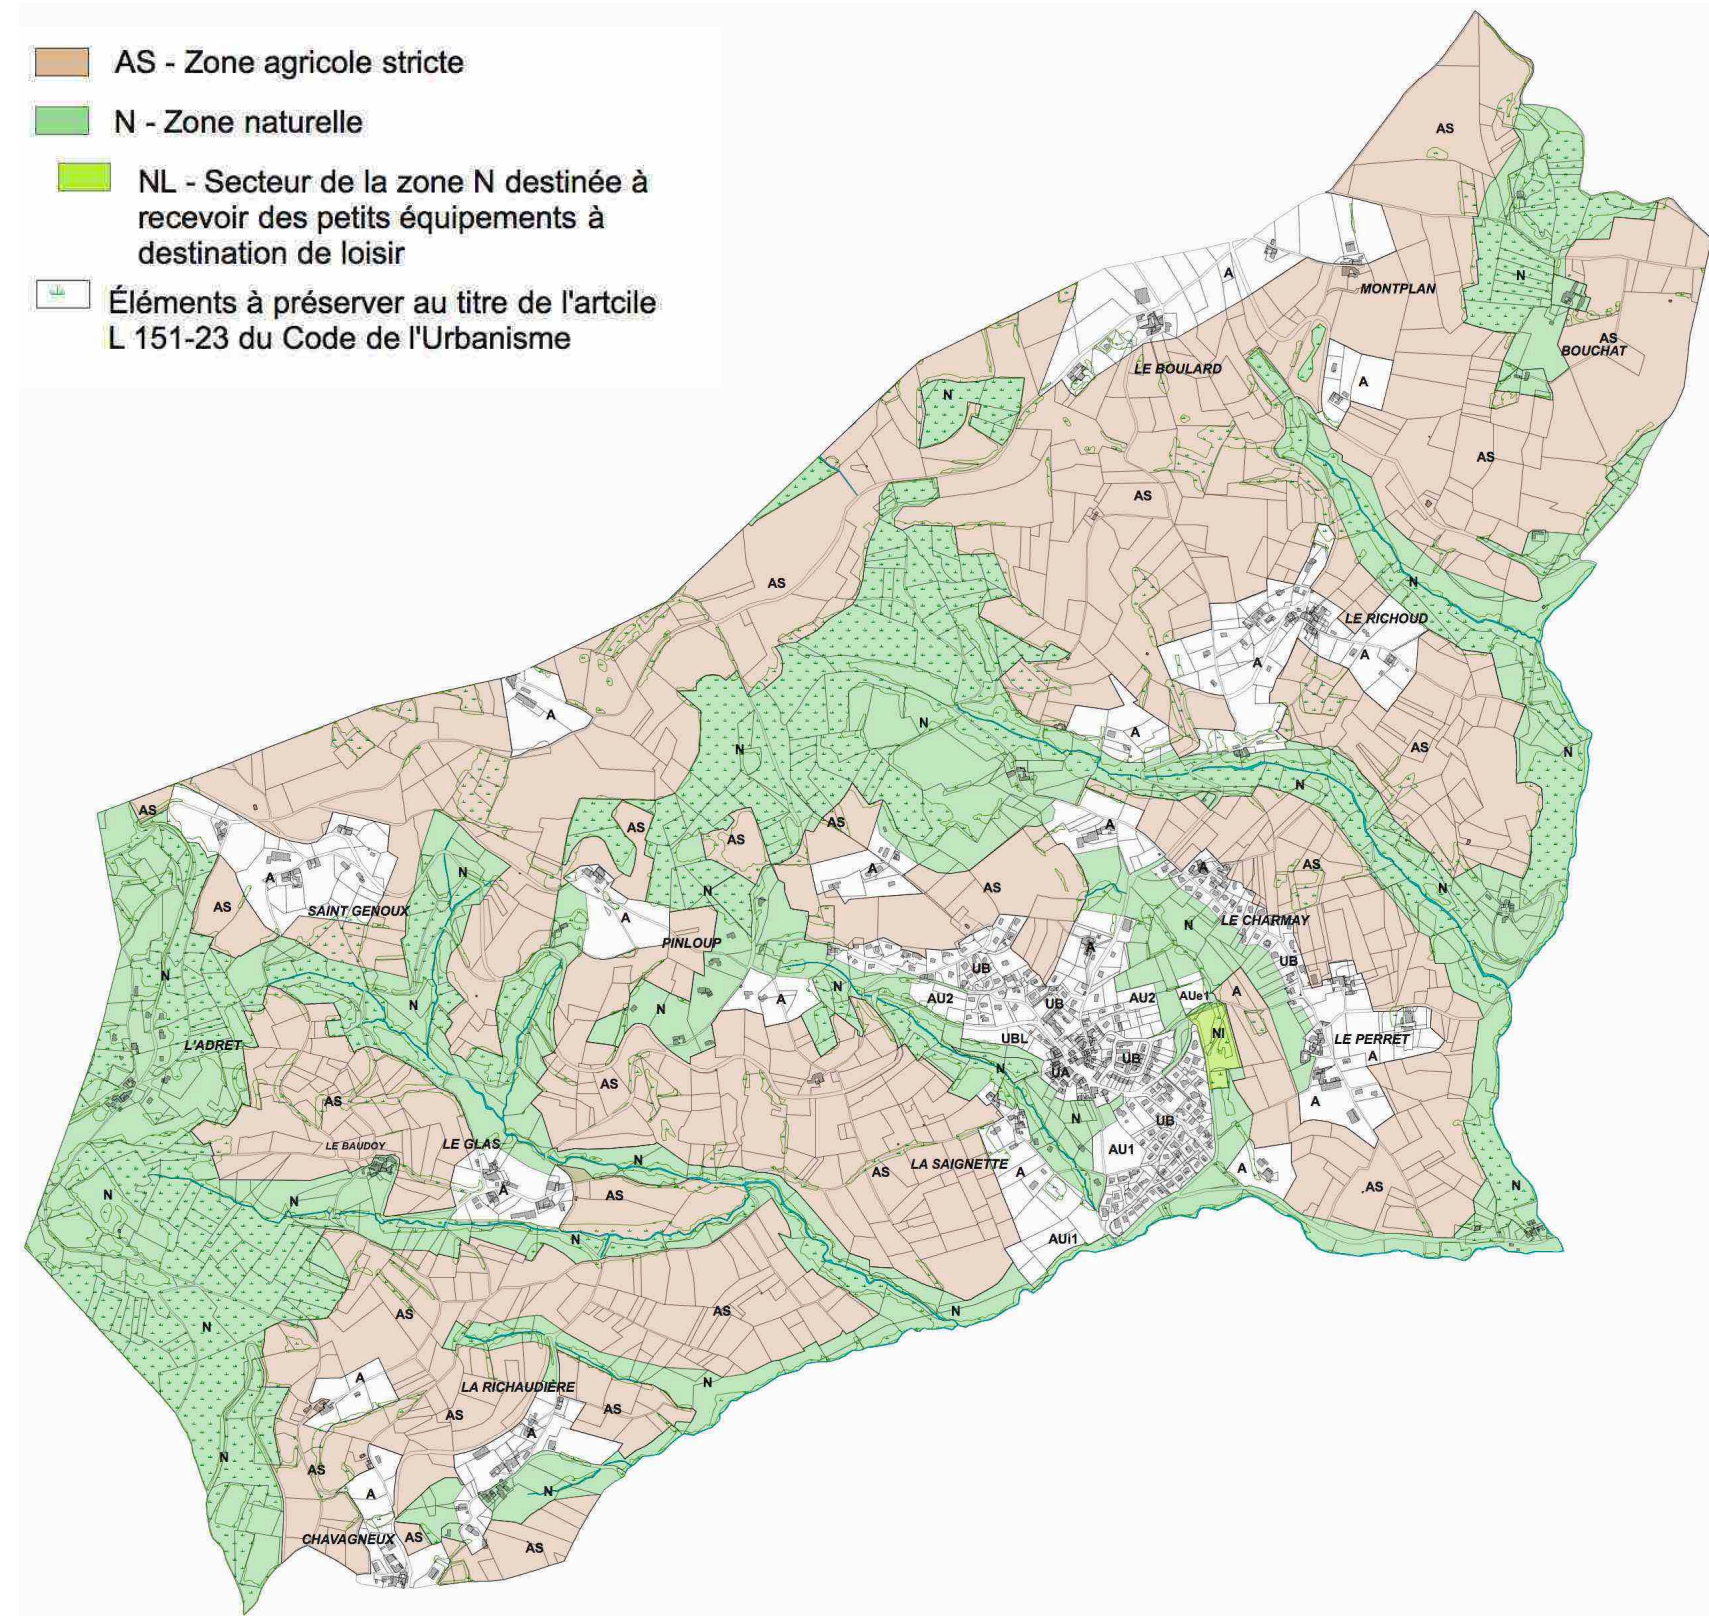 AS - Zone agricole stricte
N - Zone naturelle
NL - Secteur de la zone N destinée à
recevoir des petits équipements à
destination de loisir
Éléments à préserver au titre de l'artcile
L 151-23 du Code de l'Urbanisme
AS
A
N
MONTPLAN
AS
BOUCHAT
LE BOULARD
A
N
AS
AS
AS
N
LE RICHOUD
A
A
A
N
N
A
AS
N
N
AS
AS
AS
AS
A
AS
N
A
A
AS
N
AS
N
A
SAINT GENOUX
AS
A
PINLOUP
LE CHARMAY
N
A
UB
UB
N
N
A
N
N
AU2
UB
AU2
AUe1
A
NI
UBL
LE PERRET
A
L'ADRET
UB
UA
N
AS
AS
A
N
UB
LE BAUDOY
LE GLAS
AU1
N
LA SAIGNETTE
A
AS
A
AS
N
A
AS
N
N
N
AUi1
N
AS
AS
N
N
A
LA RICHAUDIÈRE
N
AS
AS
A
N
AS
A
N
CHAVAGNEUX
AS
AS